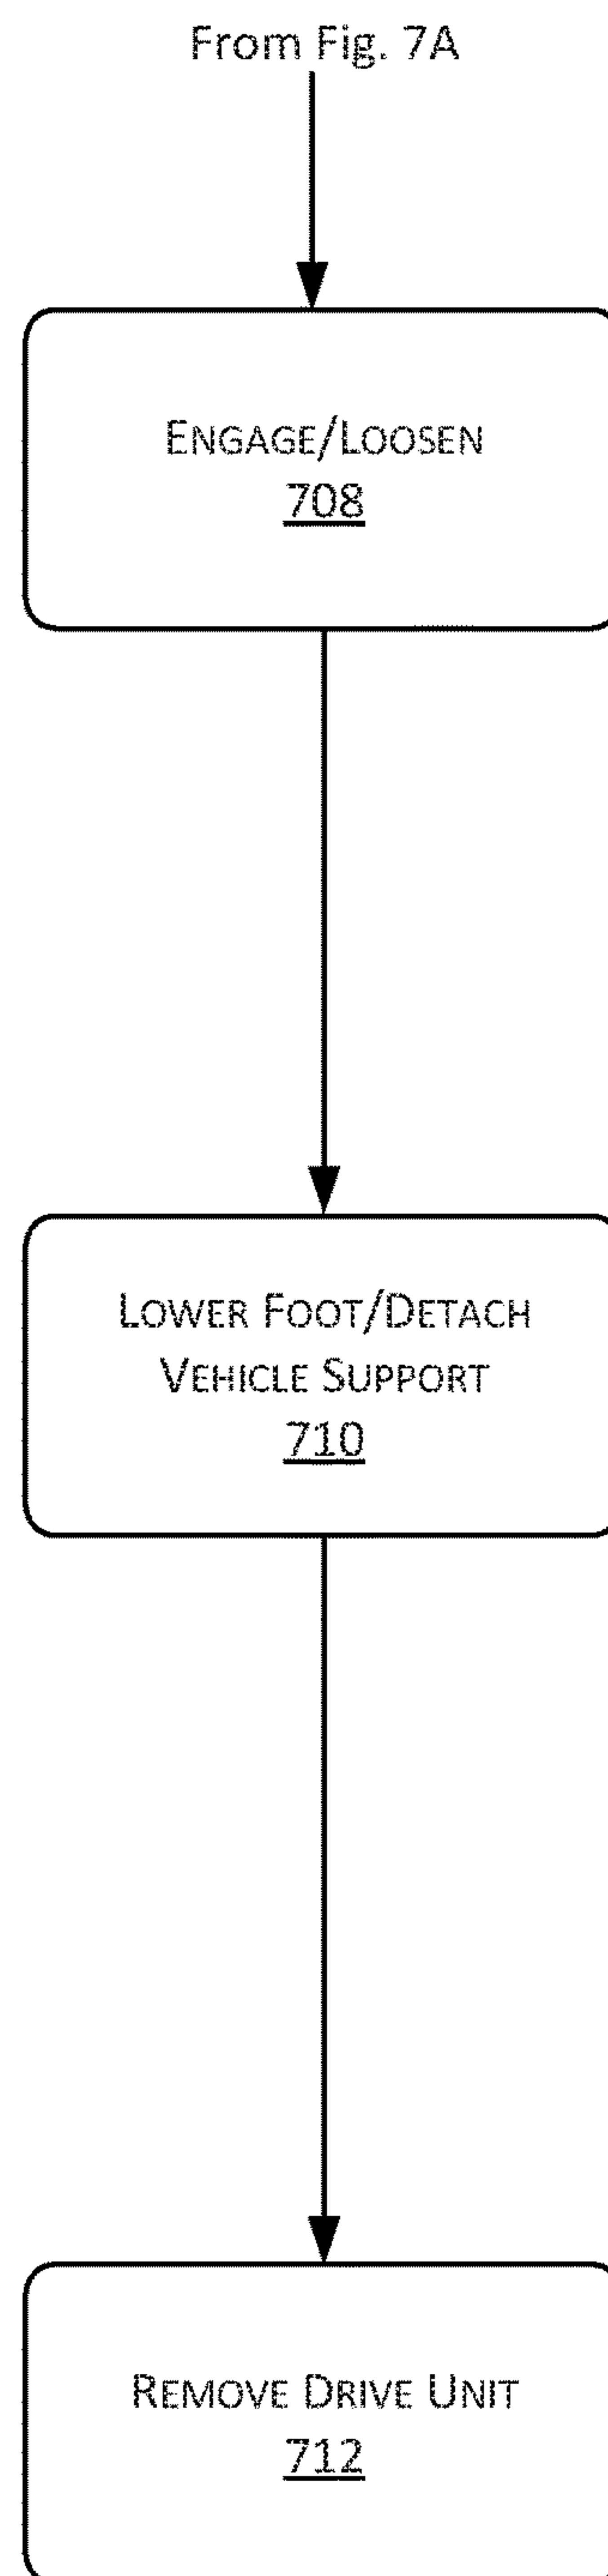 From Fig. 7A
ENGAGE/LOOSEN
708
LOWER FOOT/DETACH
VEHICLE SUPPORT
710
REMOVE DRIVE UNIT
712